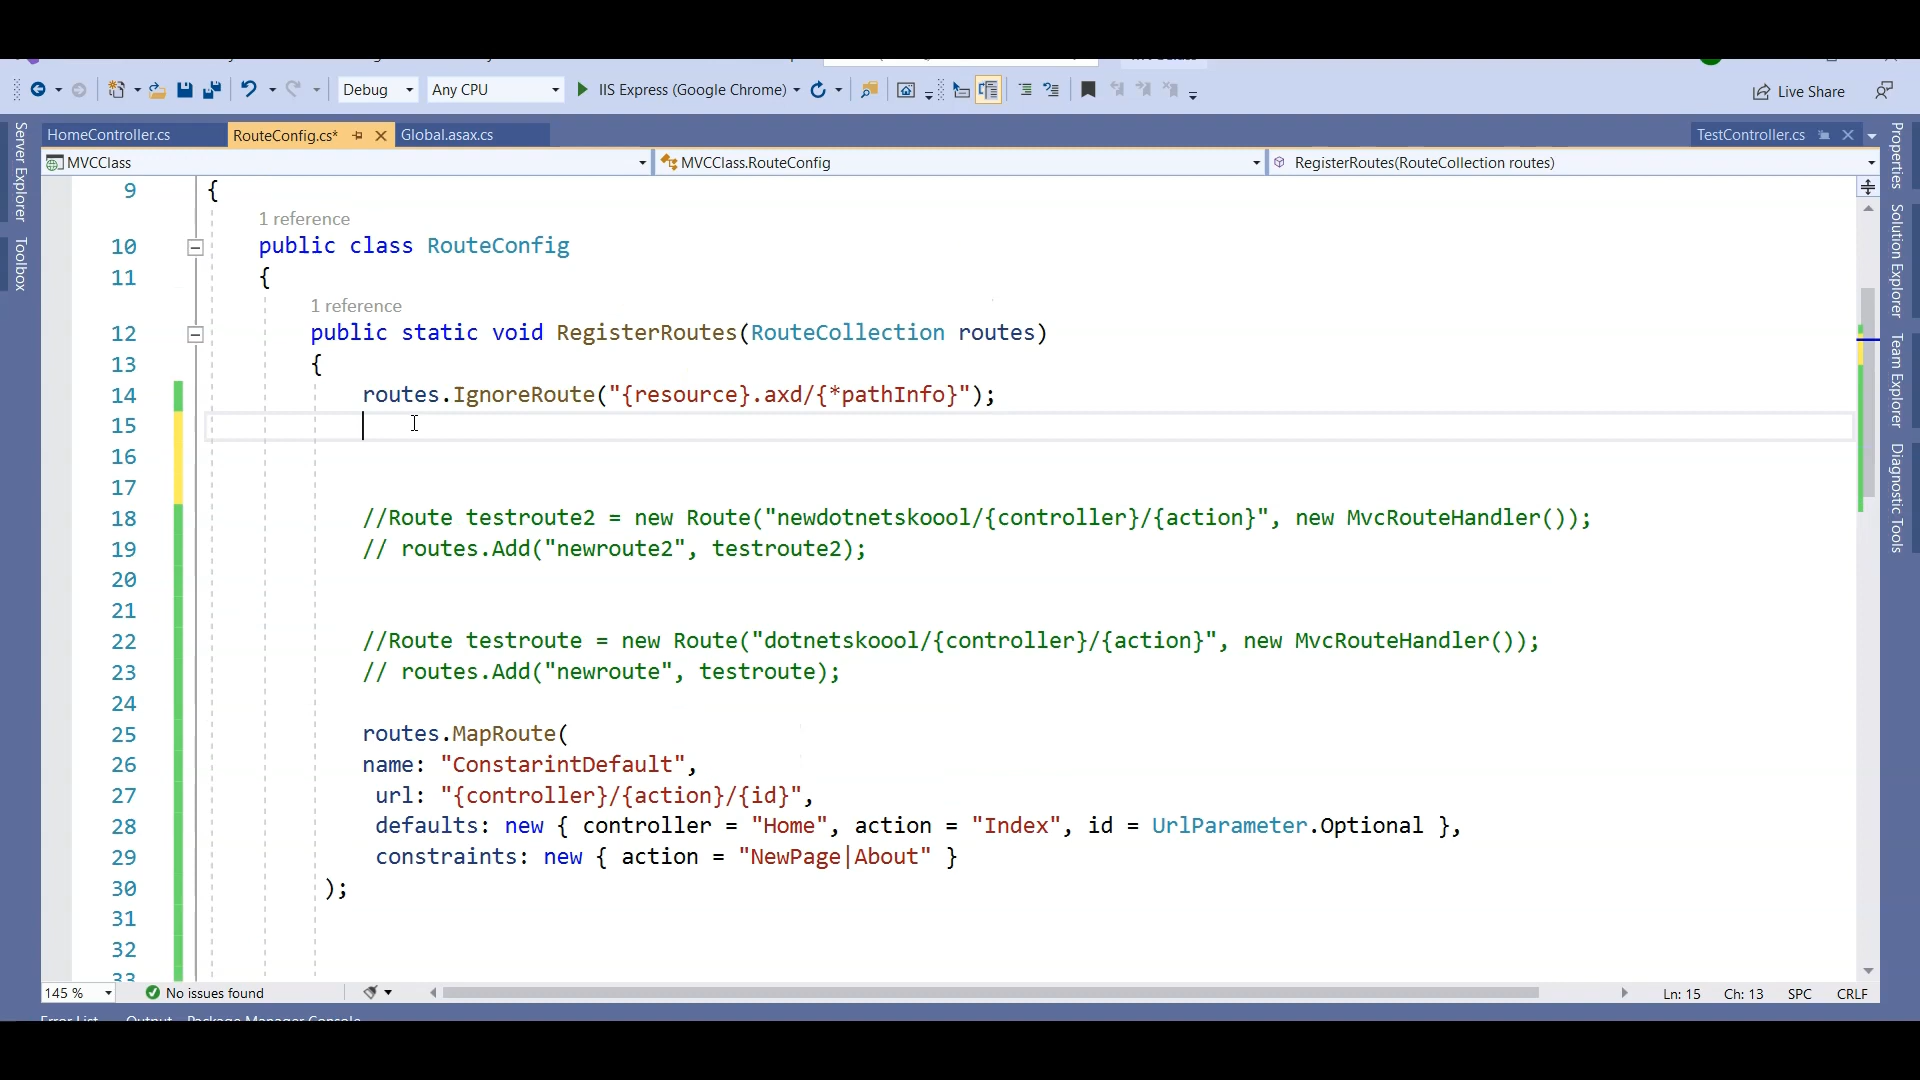 Debug Any CPU IIS Express (Google Chrome) Live Share
HomeController.cs RouteConfig.cs* Global.asax.cs TestController.cs
MVCClass MVCClass.RouteConfig RegisterRoutes(RouteCollection routes)
Server Explorer
Toolbox
9 {
1 reference
10 public class RouteConfig
11 {
1 reference
12 public static void RegisterRoutes(RouteCollection routes)
13 {
14 routes.IgnoreRoute("{resource}.axd/{*pathInfo}");
15
16
17
18 //Route testroute2 = new Route("newdotnetskoool/{controller}/{action}", new MvcRouteHandler());
19 // routes.Add("newroute2", testroute2);
20
21
22 //Route testroute = new Route("dotnetskoool/{controller}/{action}", new MvcRouteHandler());
23 // routes.Add("newroute", testroute);
24
25 routes.MapRoute(
26 name: "ConstarintDefault",
27 url: "{controller}/{action}/{id}",
28 defaults: new { controller = "Home", action = "Index", id = UrlParameter.Optional },
29 constraints: new { action = "NewPage|About" }
30 );
31
32
33
Properties
Solution Explorer
Team Explorer
Diagnostic Tools
145 % No issues found Ln: 15 Ch: 13 SPC CRLF
Error List Output Package Manager Console